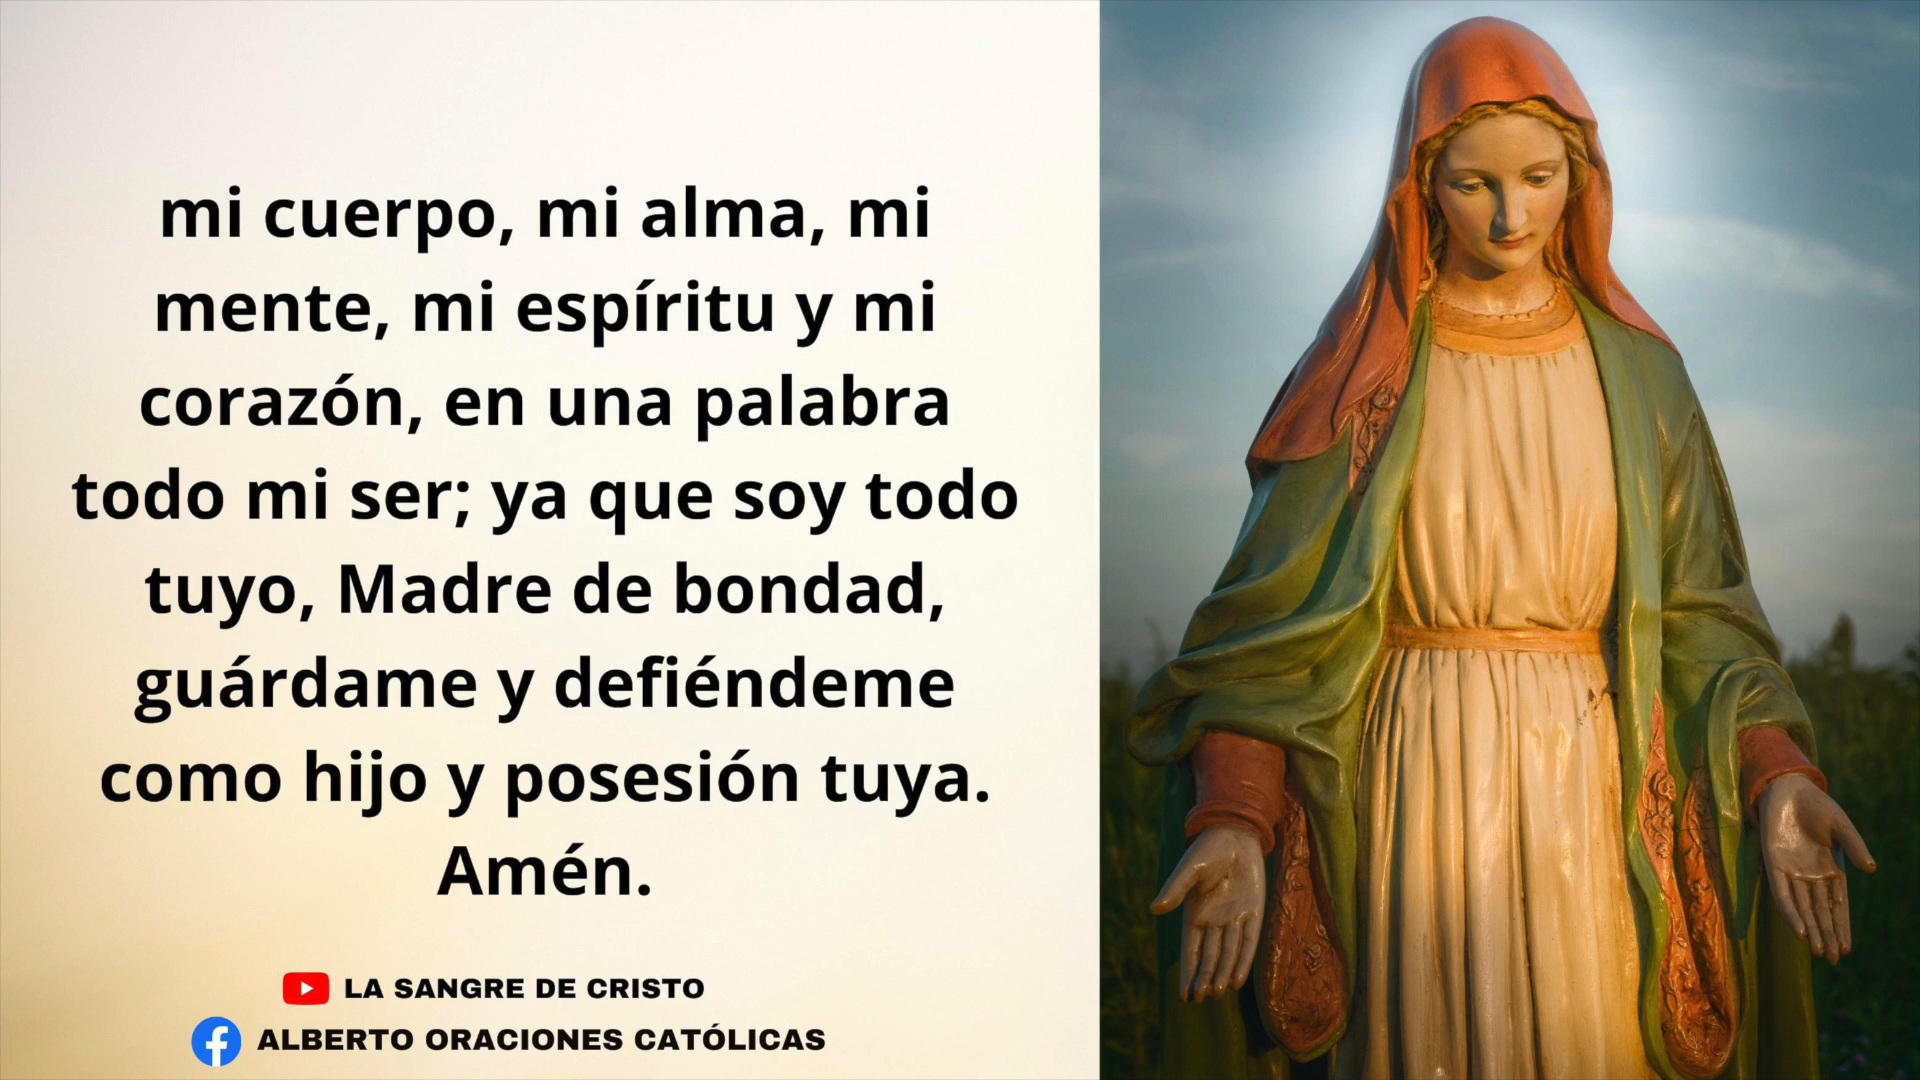 mi cuerpo, mi alma, mi
mente, mi espíritu y mi
corazón, en una palabra
todo mi ser; ya que soy todo
tuyo, Madre de bondad,
guárdame y defiéndeme
como hijo y posesión tuya.
Amén.
LA SANGRE DE CRISTO
ALBERTO ORACIONES CATÓLICAS